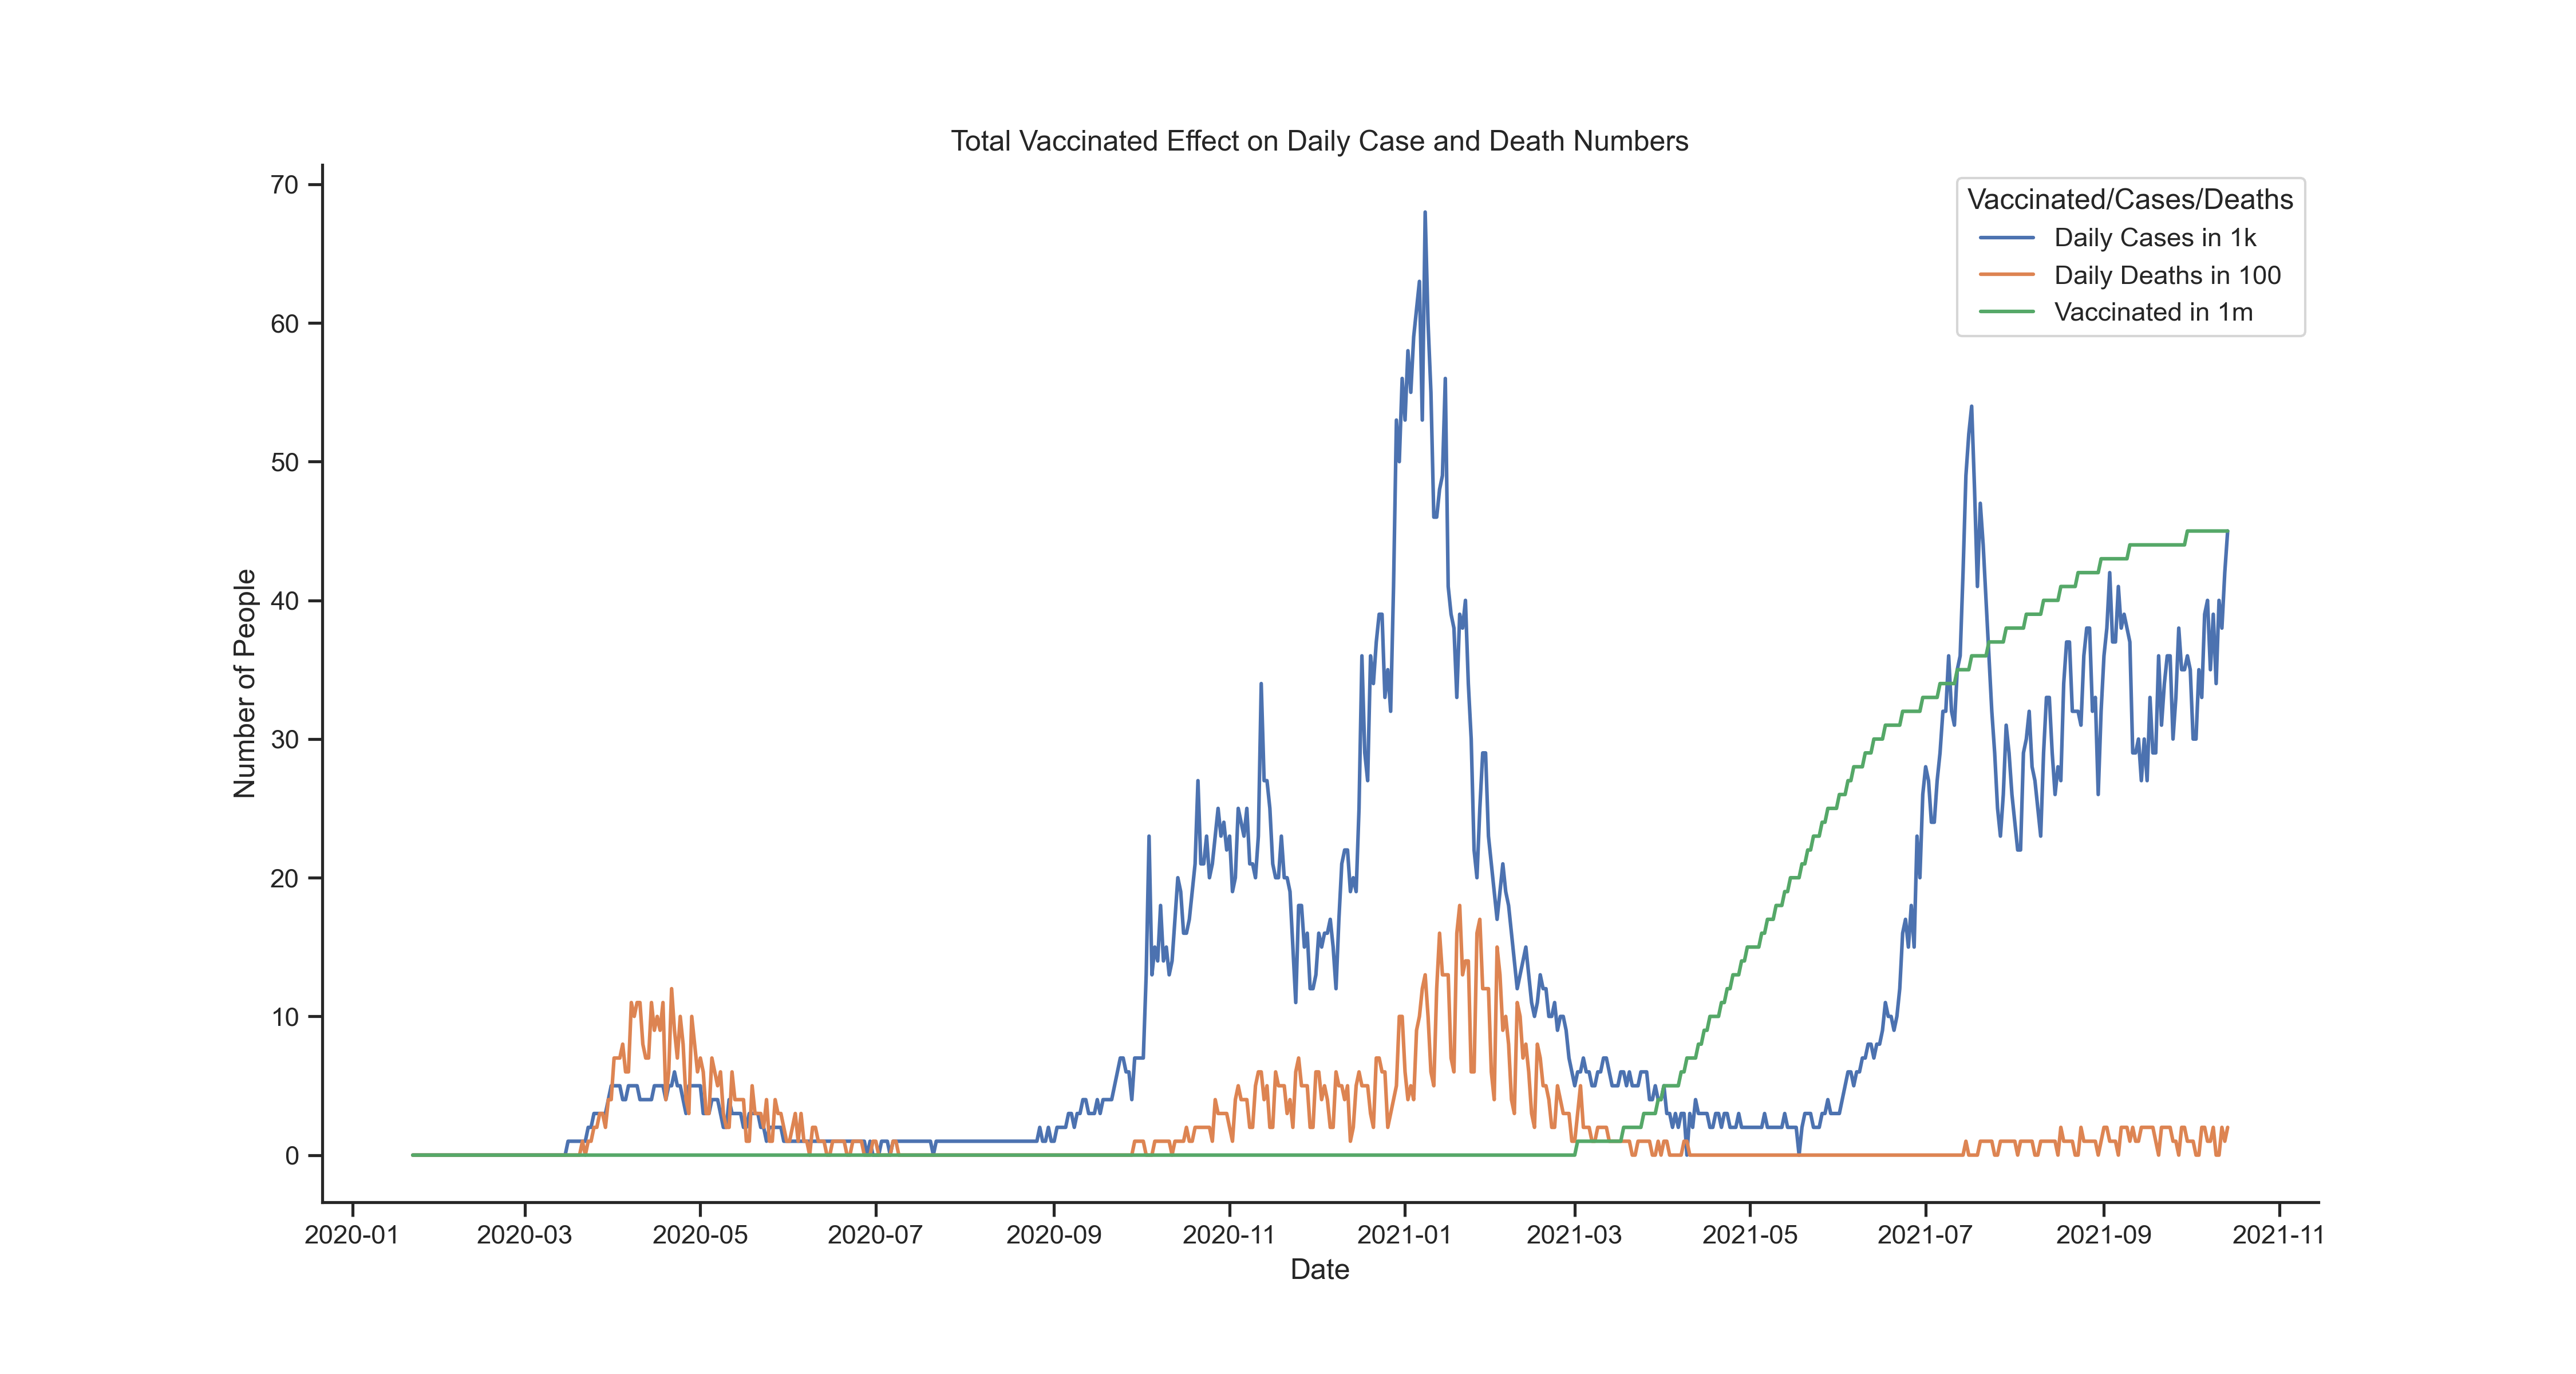 Total Vaccinated Effect on Daily Case and Death Numbers
Vaccinated/Cases/Deaths
Daily Cases in 1k
Daily Deaths in 100
Vaccinated in 1m
Number of People
70
60
50
40
30
20
10
0
2020-01 2020-03 2020-05 2020-07 2020-09 2020-11 2021-01 2021-03 2021-05 2021-07 2021-09 2021-11
Date